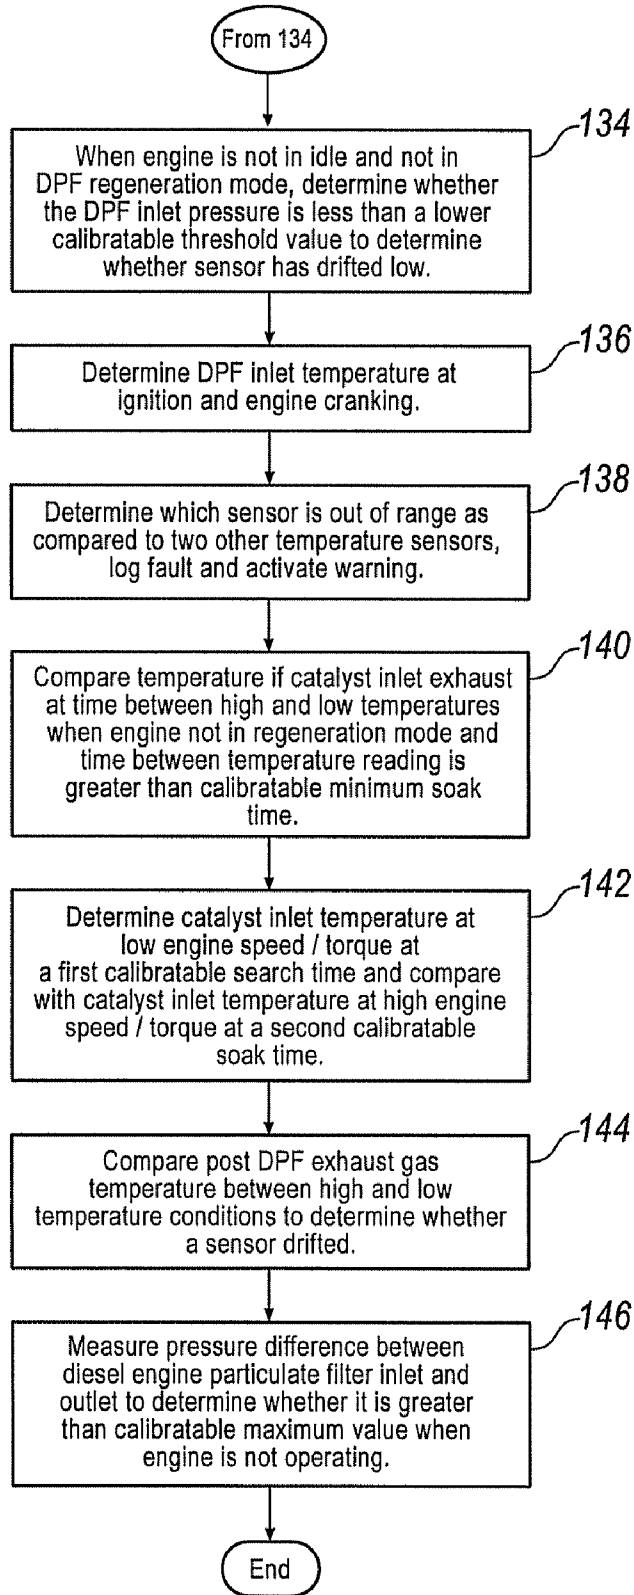 From 134
134
When engine is not in idle and not in
DPF regeneration mode, determine whether
the DPF inlet pressure is less than a lower
calibratable threshold value to determine
whether sensor has drifted low.
136
Determine DPF inlet temperature at
ignition and engine cranking.
138
Determine which sensor is out of range as
compared to two other temperature sensors,
log fault and activate warning.
140
Compare temperature if catalyst inlet exhaust
at time between high and low temperatures
when engine not in regeneration mode and
time between temperature reading is
greater than calibratable minimum soak
time.
142
Determine catalyst inlet temperature at
low engine speed / torque at
a first calibratable search time and compare
with catalyst inlet temperature at high engine
speed / torque at a second calibratable
soak time.
144
Compare post DPF exhaust gas
temperature between high and low
temperature conditions to determine whether
a sensor drifted.
146
Measure pressure difference between
diesel engine particulate filter inlet and
outlet to determine whether it is greater
than calibratable maximum value when
engine is not operating.
End